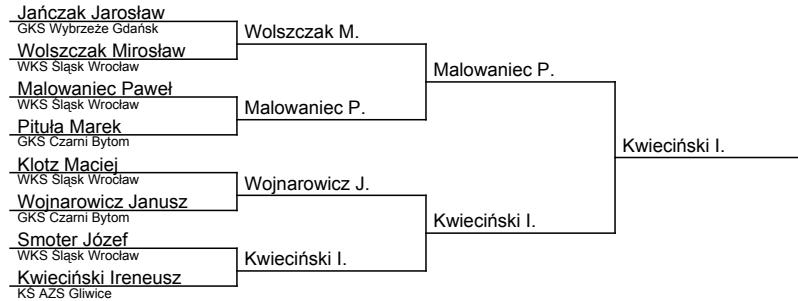 Jańczak Jarosław
GKS Wybrzeże Gdańsk
Wolszczak Mirosław
WKS Śląsk Wrocław
Malowaniec Paweł
WKS Śląsk Wrocław
Pituła Marek
GKS Czarni Bytom
Klotz Maciej
WKS Śląsk Wrocław
Wojnarowicz Janusz
GKS Czarni Bytom
Smoter Józef
WKS Śląsk Wrocław
Kwieciński Ireneusz
KS AZS Gliwice
Wolszczak M.
Malowaniec P.
Wojnarowicz J.
Kwieciński I.
Malowaniec P.
Kwieciński I.
Kwieciński I.